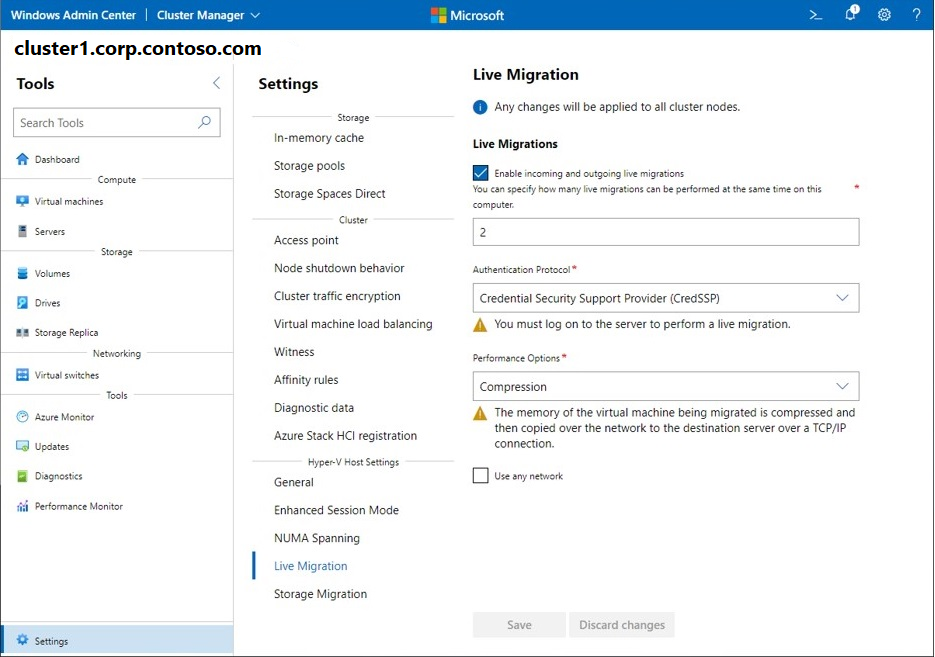 Windows Admin Center | Cluster Manager
Microsoft
>_
1
?
cluster1.corp.contoso.com
Tools
Search Tools
Dashboard
Compute
Virtual machines
Servers
Storage
Volumes
Drives
Storage Replica
Networking
Virtual switches
Tools
Azure Monitor
Updates
Diagnostics
Performance Monitor
Settings
Settings
Storage
In-memory cache
Storage pools
Storage Spaces Direct
Cluster
Access point
Node shutdown behavior
Cluster traffic encryption
Virtual machine load balancing
Witness
Affinity rules
Diagnostic data
Azure Stack HCI registration
Hyper-V Host Settings
General
Enhanced Session Mode
NUMA Spanning
Live Migration
Storage Migration
Live Migration
Any changes will be applied to all cluster nodes.
Live Migrations
Enable incoming and outgoing live migrations
You can specify how many live migrations can be performed at the same time on this *
computer.
2
Authentication Protocol *
Credential Security Support Provider (CredSSP)
You must log on to the server to perform a live migration.
Performance Options *
Compression
The memory of the virtual machine being migrated is compressed and
then copied over the network to the destination server over a TCP/IP
connection.
Use any network
Save
Discard changes